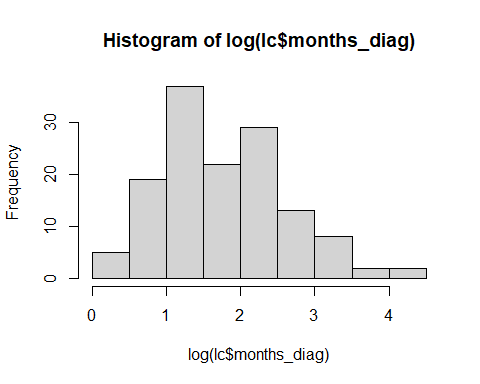 Histogram of log(lc$months_diag)
Frequency
30
20
10
0
0 1 2 3 4
log(lc$months_diag)